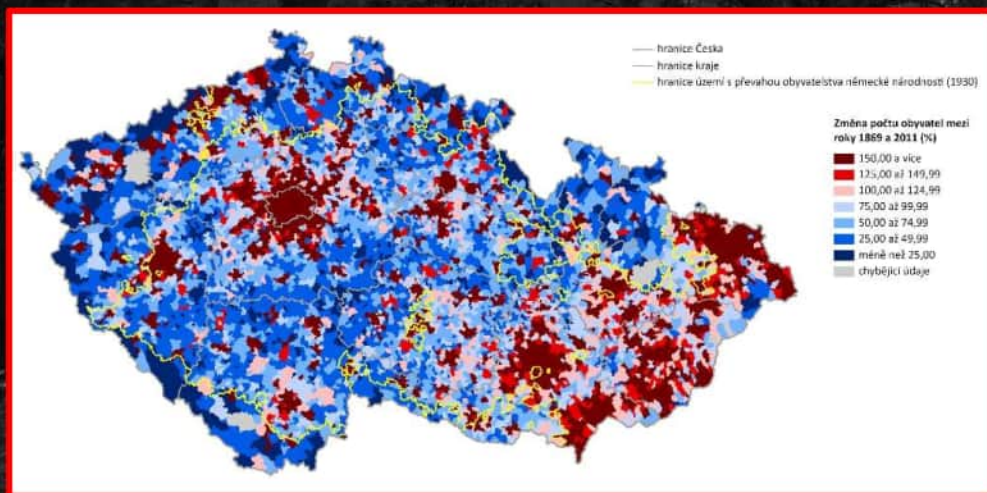 hranice Česka
hranice kraje
hranice území s převahou obyvatelstva německé národnosti (1930)
Změna počtu obyvatel mezi
roky 1869 a 2011 (%)
150,00 a více
125,00 až 149,99
100,00 až 124,99
75,00 až 99,99
50,00 až 74,99
25,00 až 49,99
méně než 25,00
chybějící údaje